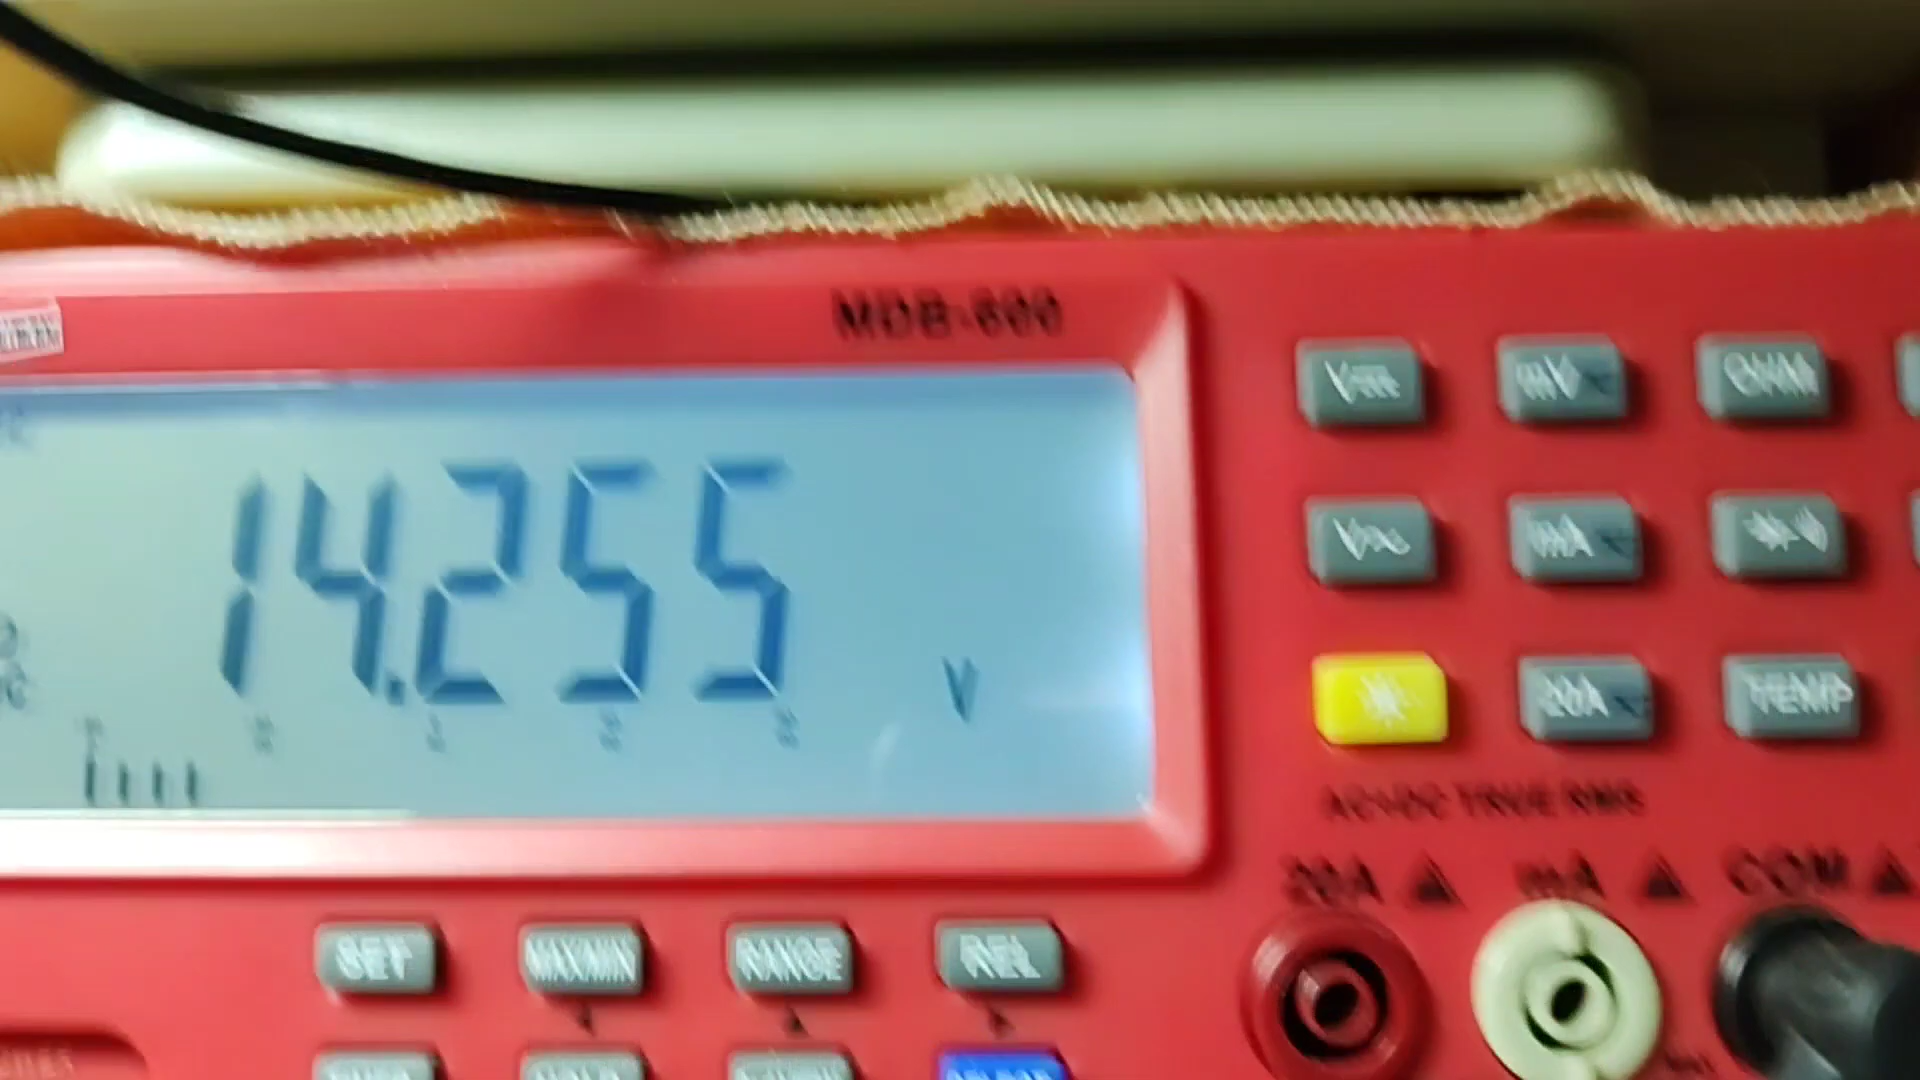 MDB-600
14.255
V
mV
OHM
mA
20A
TEMP
AC+DC TRUE RMS
20A
mA
COM
SET
MAX/MIN
RANGE
REL